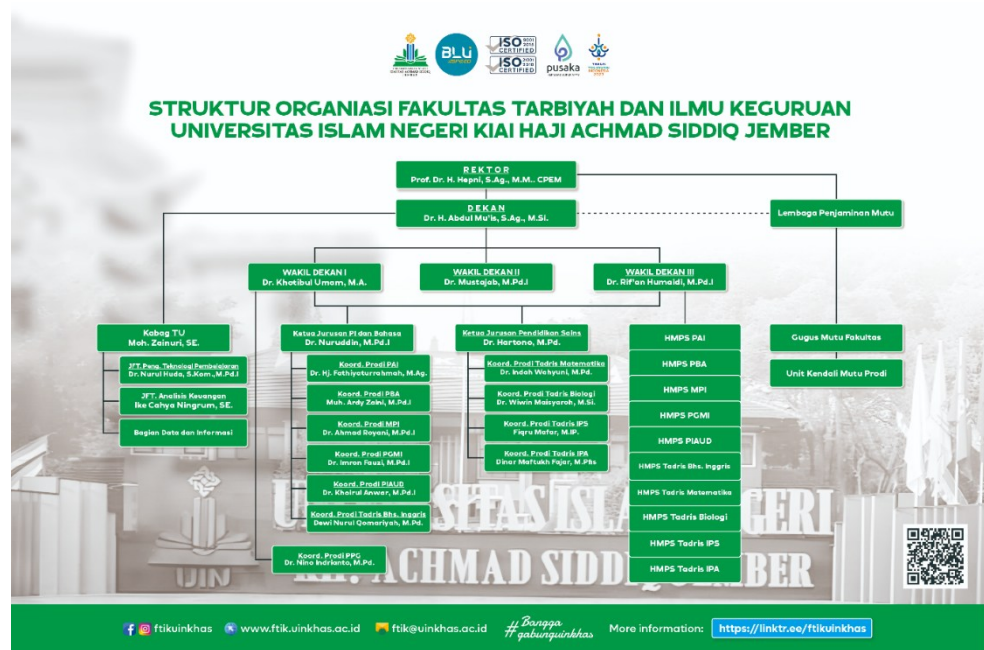 BLU
ISO
CERTIFIED
ISO
CERTIFIED
pusaka
STRUKTUR ORGANIASI FAKULTAS TARBIYAH DAN ILMU KEGURUAN
UNIVERSITAS ISLAM NEGERI KIAI HAJI ACHMAD SIDDIQ JEMBER
REKTOR
Prof. Dr. H. Hepni, S.Ag., M.M.. CPEM
DEKAN
Dr. H. Abdul Mu'is, S.Ag., M.Si.
Lembaga Penjaminan Mutu
WAKIL DEKAN I
Dr. Khotibul Umam, M.A.
WAKIL DEKAN II
Dr. Mustajab, M.Pd.I
WAKIL DEKAN III
Dr. Rif'an Humaidi, M.Pd.I
Kabag TU
Moh. Zainuri, SE.
JFT. Peng. Teknologi Pembelajaran
Dr. Nurul Huda, S.Kom., M.Pd.I
JFT. Analisis Keuangan
Ike Cahya Ningrum, SE.
Bagian Data dan Informasi
Ketua Jurusan PI dan Bahasa
Dr. Nuruddin, M.Pd.I
Koord. Prodi PAI
Dr. Hj. Fathiyaturrahmah, M.Ag.
Koord. Prodi PBA
Muh. Ardy Zaini, M.Pd.I
Koord. Prodi MPI
Dr. Ahmad Royani, M.Pd.I
Koord. Prodi PGMI
Dr. Imron Fauzi, M.Pd.I
Koord. Prodi PIAUD
Dr. Khoirul Anwar, M.Pd.I
Koord. Prodi Tadris Bhs. Inggris
Dewi Nurul Qomariyah, M.Pd.
Koord. Prodi PPG
Dr. Nino Indrianto, M.Pd.
Ketua Jurusan Pendidikan Sains
Dr. Hartono, M.Pd.
Koord. Prodi Tadris Matematika
Dr. Indah Wahyuni, M.Pd.
Koord. Prodi Tadris Biologi
Dr. Wiwin Maisyaroh, M.Si.
Koord. Prodi Tadris IPS
Fiqru Mafar, M.IP.
Koord. Prodi Tadris IPA
Dinar Maftukh Fajar, M.PFis
HMPS PAI
HMPS PBA
HMPS MPI
HMPS PGMI
HMPS PIAUD
HMPS Tadris Bhs. Inggris
HMPS Tadris Matematika
HMPS Tadris Biologi
HMPS Tadris IPS
HMPS Tadris IPA
Gugus Mutu Fakultas
Unit Kendali Mutu Prodi
UIN
KH. ACHMAD SIDDIQ JEMBER
ftikuinkhas
www.ftik.uinkhas.ac.id
ftik@uinkhas.ac.id
# Bangga
gabunguinkhas
More information:
https://linktr.ee/ftikuinkhas